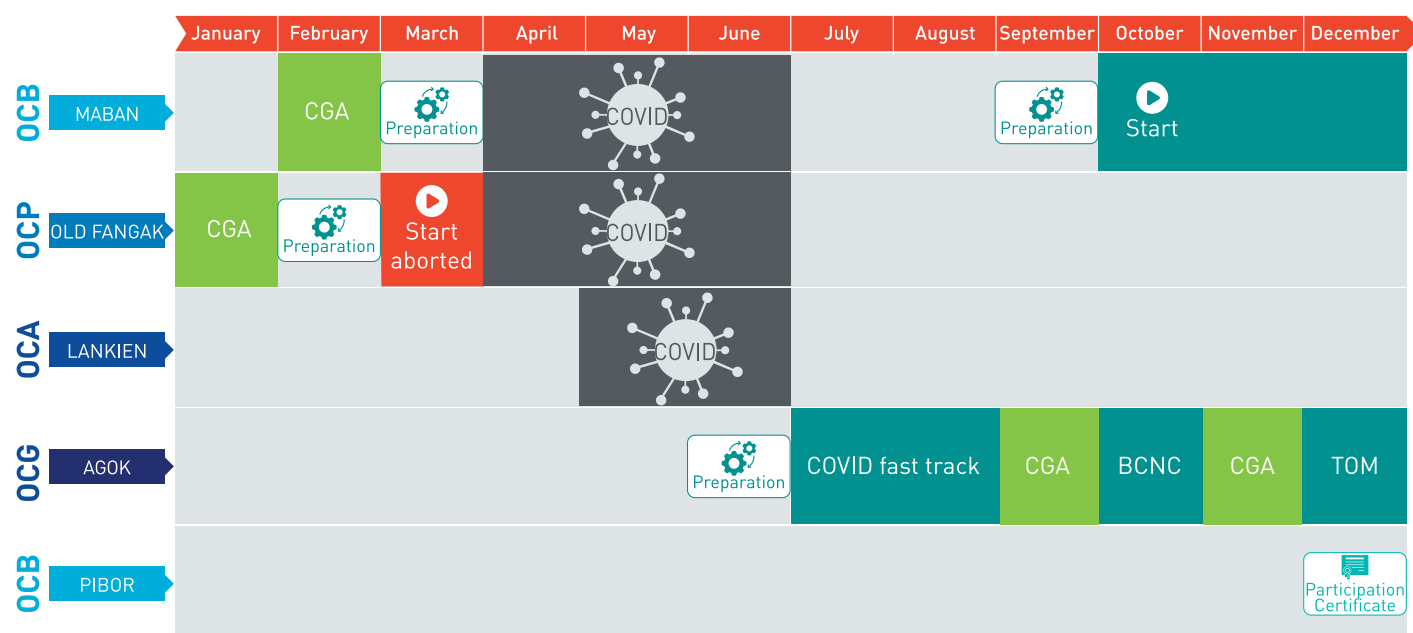 January February March April May June July August September October November December
OCB
MABAN
CGA
Preparation
COVID
Preparation
Start
OCP
OLD FANGAK
CGA
Preparation
Start
aborted
COVID
OCA
LANKIEN
COVID
OCG
AGOK
Preparation
COVID fast track
CGA
BCNC
CGA
TOM
OCB
PIBOR
Participation
Certificate